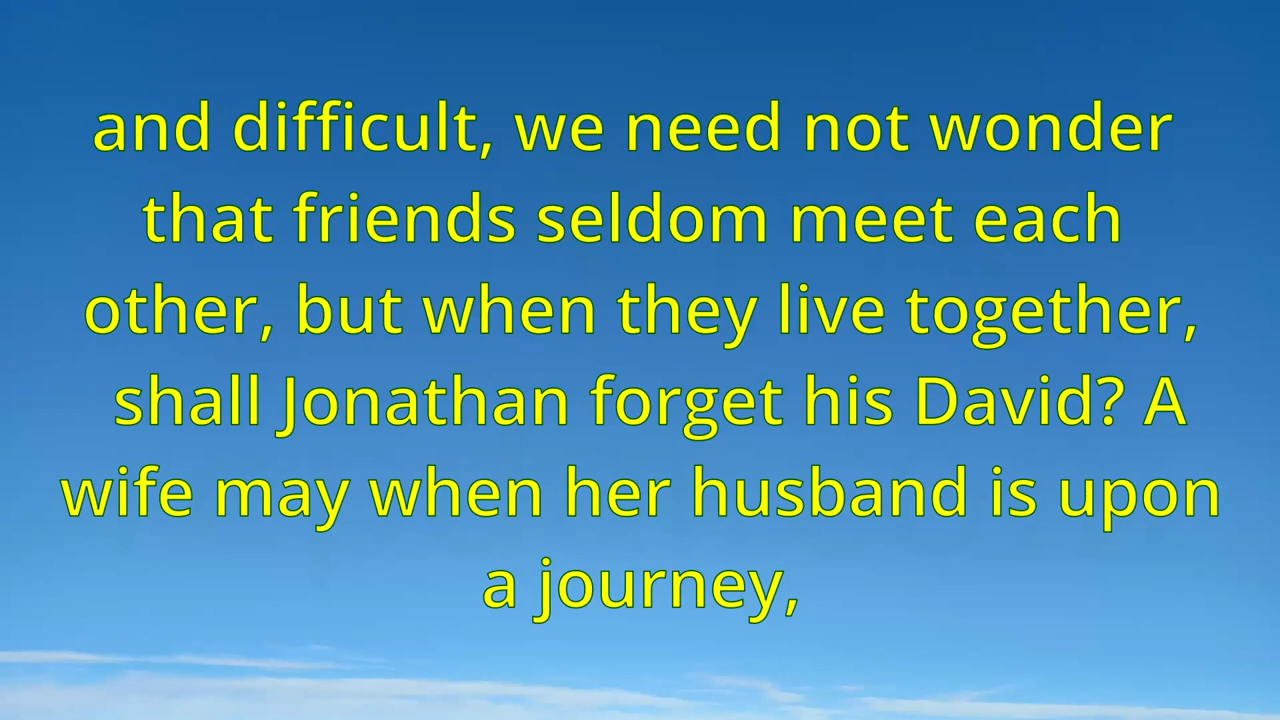 and difficult, we need not wonder
that friends seldom meet each
other, but when they live together,
shall Jonathan forget his David? A
wife may when her husband is upon
a journey,